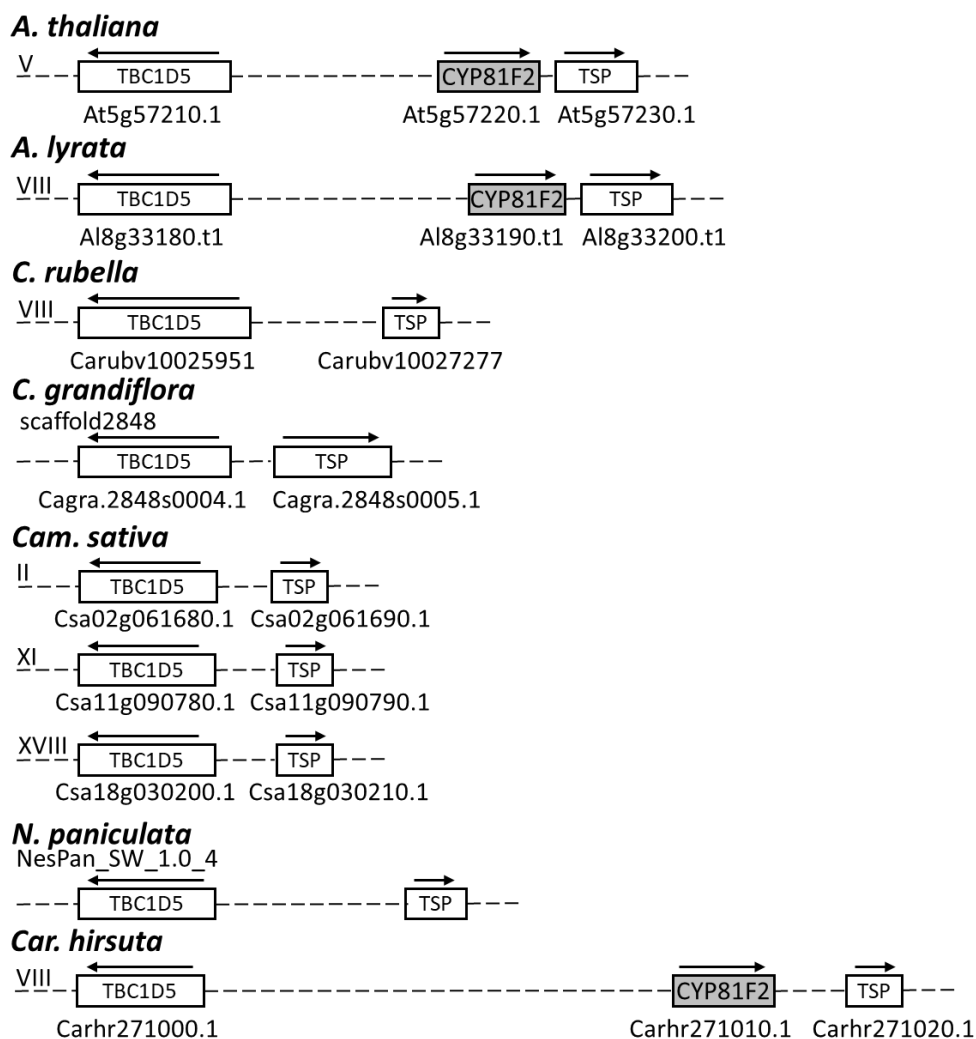 A. thaliana
V
TBC1D5 CYP81F2 TSP
At5g57210.1 At5g57220.1 At5g57230.1
A. lyrata
VIII
TBC1D5 CYP81F2 TSP
Al8g33180.t1 Al8g33190.t1 Al8g33200.t1
C. rubella
VIII
TBC1D5 TSP
Carubv10025951 Carubv10027277
C. grandiflora
scaffold2848
TBC1D5 TSP
Cagra.2848s0004.1 Cagra.2848s0005.1
Cam. sativa
II
TBC1D5 TSP
Csa02g061680.1 Csa02g061690.1
XI
TBC1D5 TSP
Csa11g090780.1 Csa11g090790.1
XVIII
TBC1D5 TSP
Csa18g030200.1 Csa18g030210.1
N. paniculata
NesPan_SW_1.0_4
TBC1D5 TSP
Car. hirsuta
VIII
TBC1D5 CYP81F2 TSP
Carhr271000.1 Carhr271010.1 Carhr271020.1